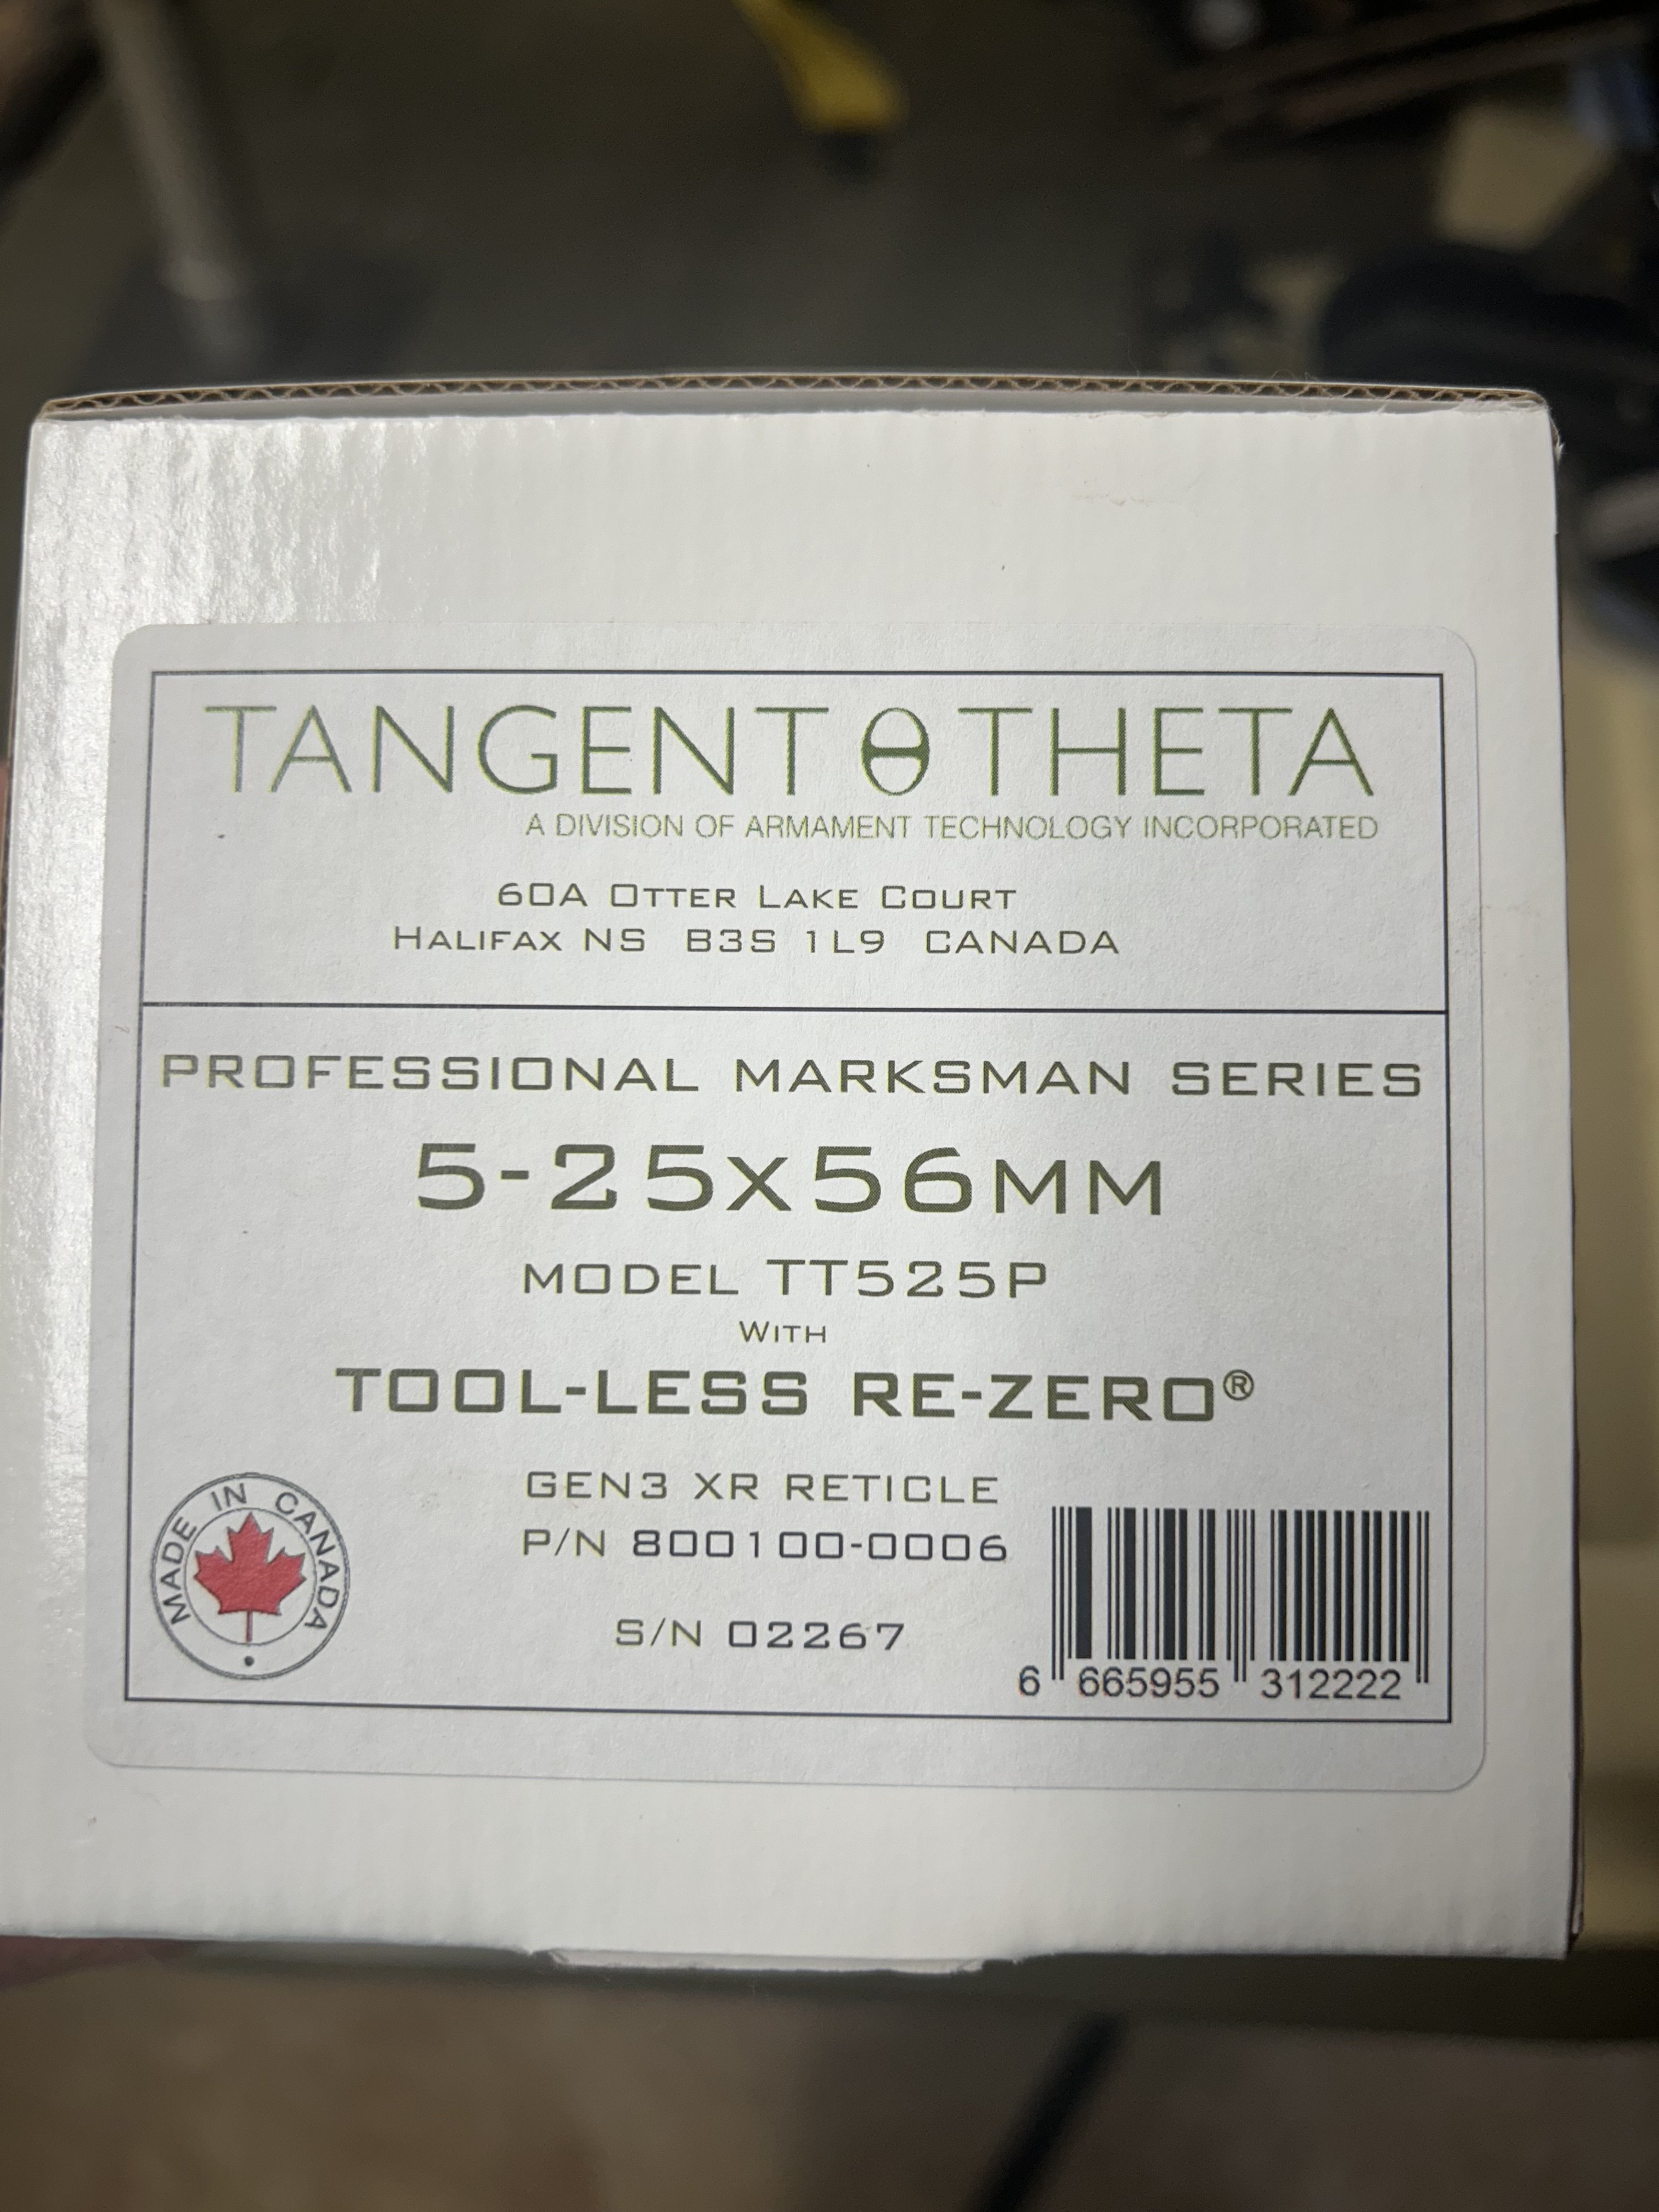 TANGENT θ THETA
A DIVISION OF ARMAMENT TECHNOLOGY INCORPORATED
60A OTTER LAKE COURT
HALIFAX NS B3S 1L9 CANADA
PROFESSIONAL MARKSMAN SERIES
5-25X56MM
MODEL TT525P
WITH
TOOL-LESS RE-ZERO®
GEN3 XR RETICLE
P/N 800100-0006
S/N 02267
MADE IN CANADA
6 665955 312222